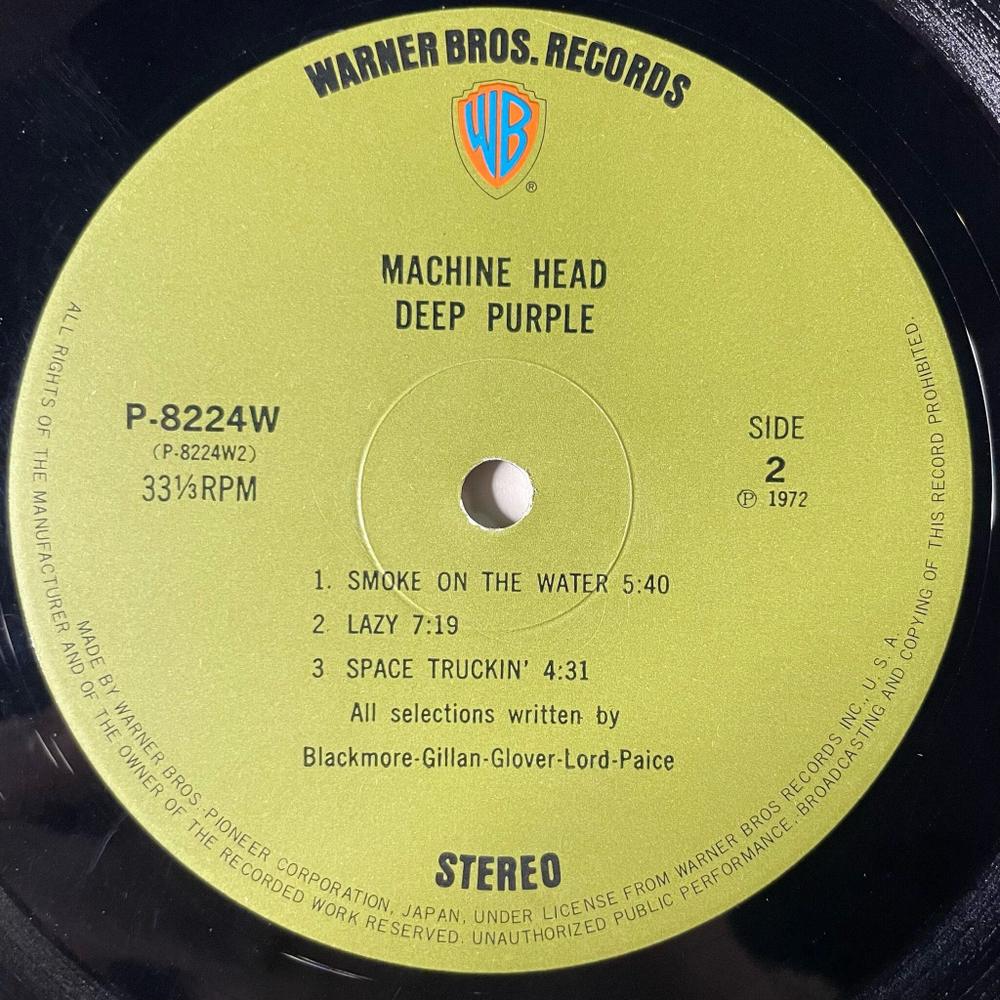 WARNER BROS. RECORDS
WB
®
MACHINE HEAD
DEEP PURPLE
P-8224W
(P-8224W2)
33⅓RPM
SIDE
2
Ⓟ 1972
1. SMOKE ON THE WATER 5:40
2 LAZY 7:19
3 SPACE TRUCKIN' 4:31
All selections written by
Blackmore-Gillan-Glover-Lord-Paice
STEREO
MADE BY WARNER BROS.-PIONEER CORPORATION, JAPAN, UNDER LICENSE FROM WARNER BROS RECORDS INC., U. S. A.
ALL RIGHTS OF THE MANUFACTURER AND OF THE OWNER OF THE RECORDED WORK RESERVED. UNAUTHORIZED PUBLIC PERFORMANCE. BROADCASTING AND COPYING OF THIS RECORD PROHIBITED.